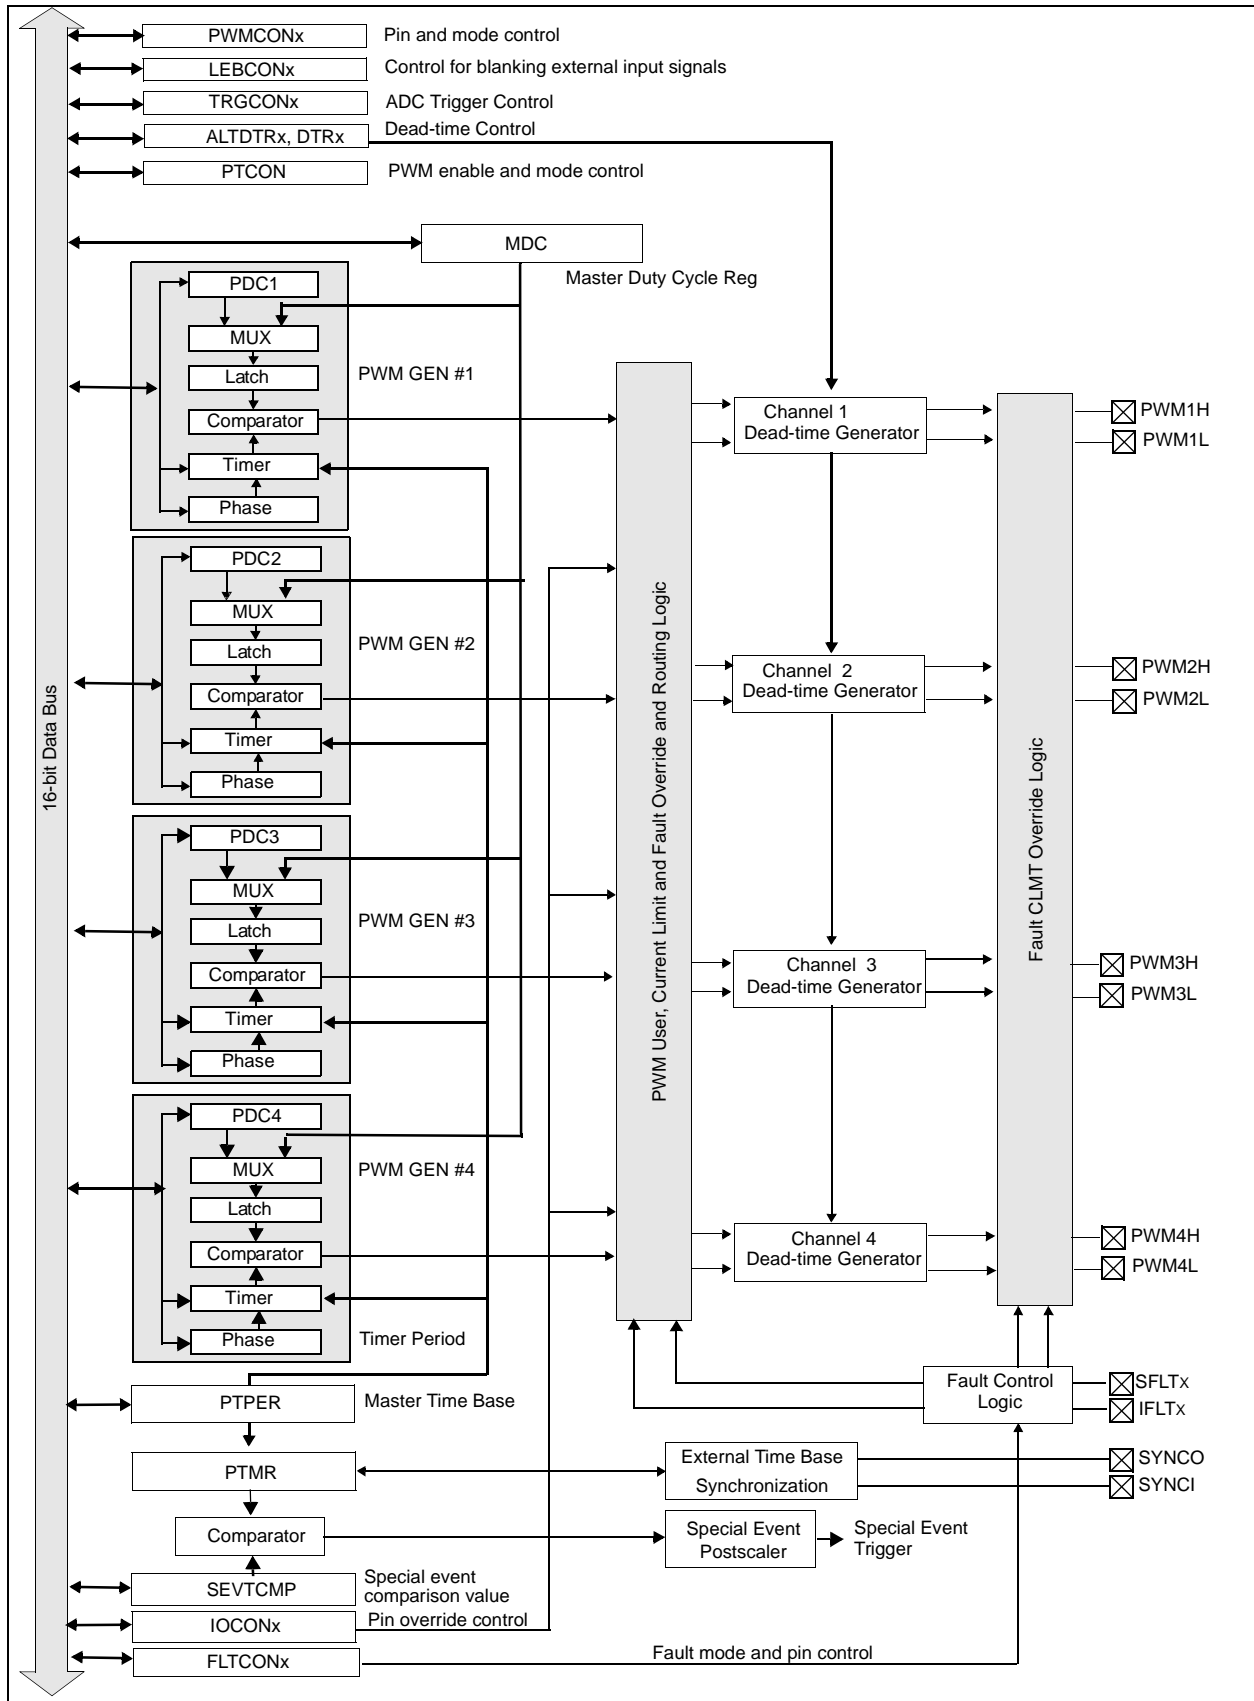 PWMCONx
Pin and mode control
LEBCONx
Control for blanking external input signals
TRGCONx
ADC Trigger Control
ALTDTRx, DTRx
Dead-time Control
PTCON
PWM enable and mode control
MDC
Master Duty Cycle Reg
16-bit Data Bus
PDC1
MUX
Latch
Comparator
Timer
Phase
PWM GEN #1
PDC2
MUX
Latch
Comparator
Timer
Phase
PWM GEN #2
PDC3
MUX
Latch
Comparator
Timer
Phase
PWM GEN #3
PDC4
MUX
Latch
Comparator
Timer
Phase
PWM GEN #4
Timer Period
PWM User, Current Limit and Fault Override and Routing Logic
Channel 1
Dead-time Generator
Channel 2
Dead-time Generator
Channel 3
Dead-time Generator
Channel 4
Dead-time Generator
Fault CLMT Override Logic
PWM1H
PWM1L
PWM2H
PWM2L
PWM3H
PWM3L
PWM4H
PWM4L
PTPER
Master Time Base
Fault Control
Logic
SFLTX
IFLTX
PTMR
External Time Base
Synchronization
SYNCO
SYNCI
Comparator
Special Event
Postscaler
Special Event
Trigger
SEVTCMP
Special event
comparison value
IOCONx
Pin override control
FLTCONx
Fault mode and pin control